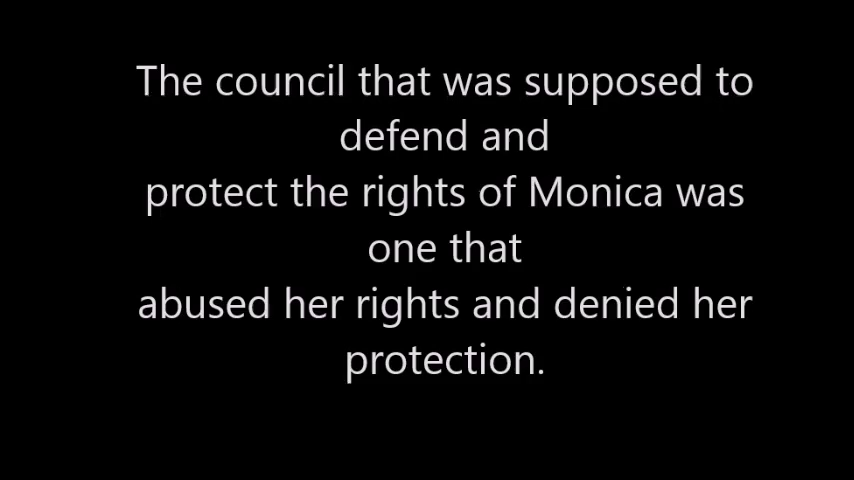 The council that was supposed to
defend and
protect the rights of Monica was
one that
abused her rights and denied her
protection.